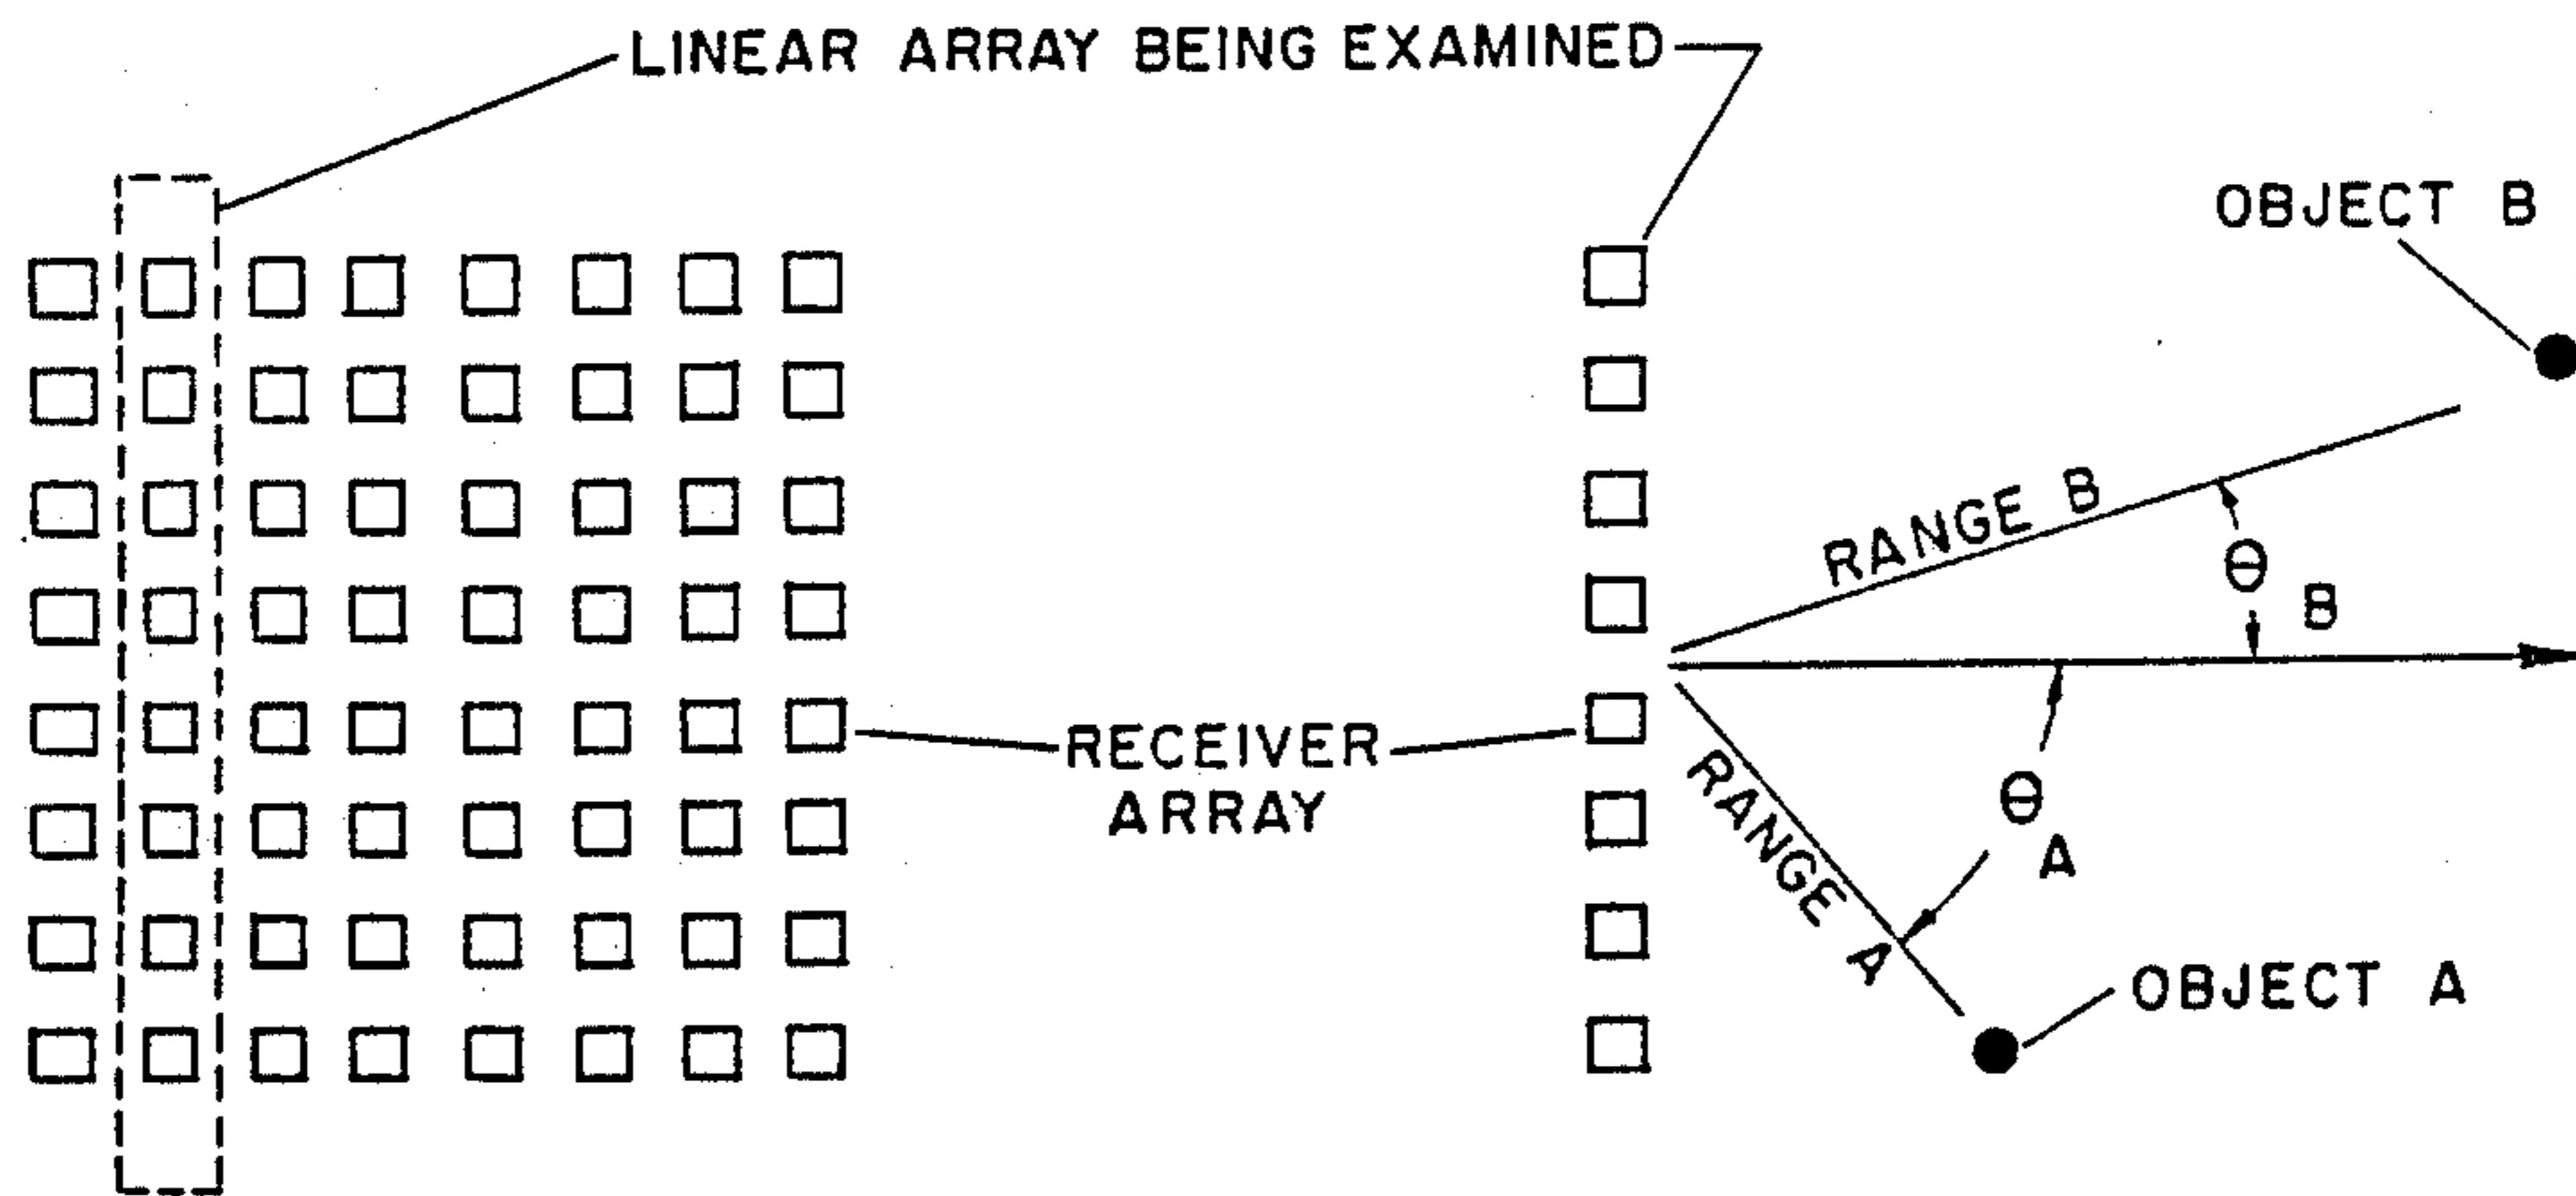 LINEAR ARRAY BEING EXAMINED
OBJECT B
RANGE B
θ B
RECEIVER
ARRAY
RANGE A
θ A
OBJECT A